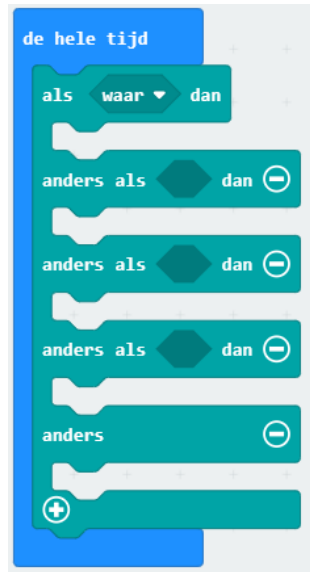 de hele tijd
als waar dan
anders als dan
anders als dan
anders als dan
anders